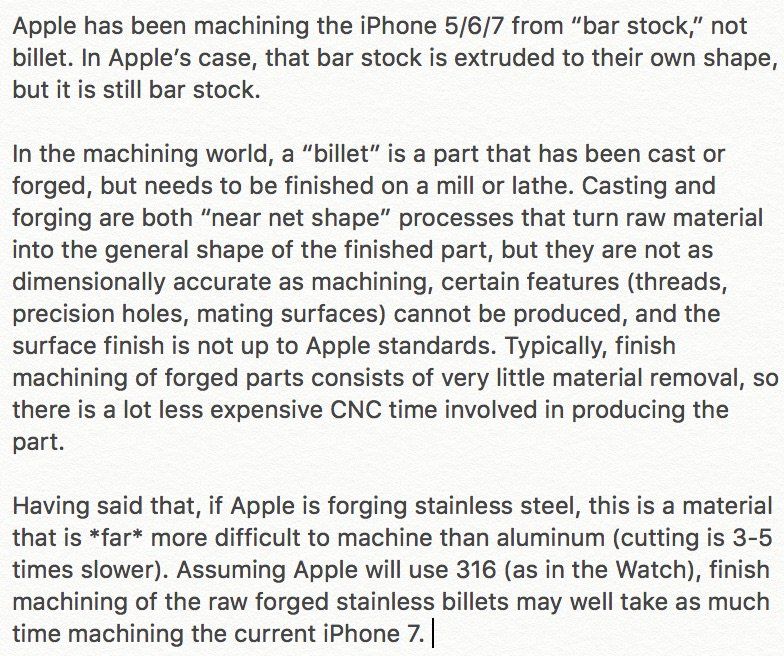 Apple has been machining the iPhone 5/6/7 from “bar stock,” not
billet. In Apple’s case, that bar stock is extruded to their own shape,
but it is still bar stock.
In the machining world, a “billet” is a part that has been cast or
forged, but needs to be finished on a mill or lathe. Casting and
forging are both “near net shape” processes that turn raw material
into the general shape of the finished part, but they are not as
dimensionally accurate as machining, certain features (threads,
precision holes, mating surfaces) cannot be produced, and the
surface finish is not up to Apple standards. Typically, finish
machining of forged parts consists of very little material removal, so
there is a lot less expensive CNC time involved in producing the
part.
Having said that, if Apple is forging stainless steel, this is a material
that is *far* more difficult to machine than aluminum (cutting is 3-5
times slower). Assuming Apple will use 316 (as in the Watch), finish
machining of the raw forged stainless billets may well take as much
time machining the current iPhone 7.